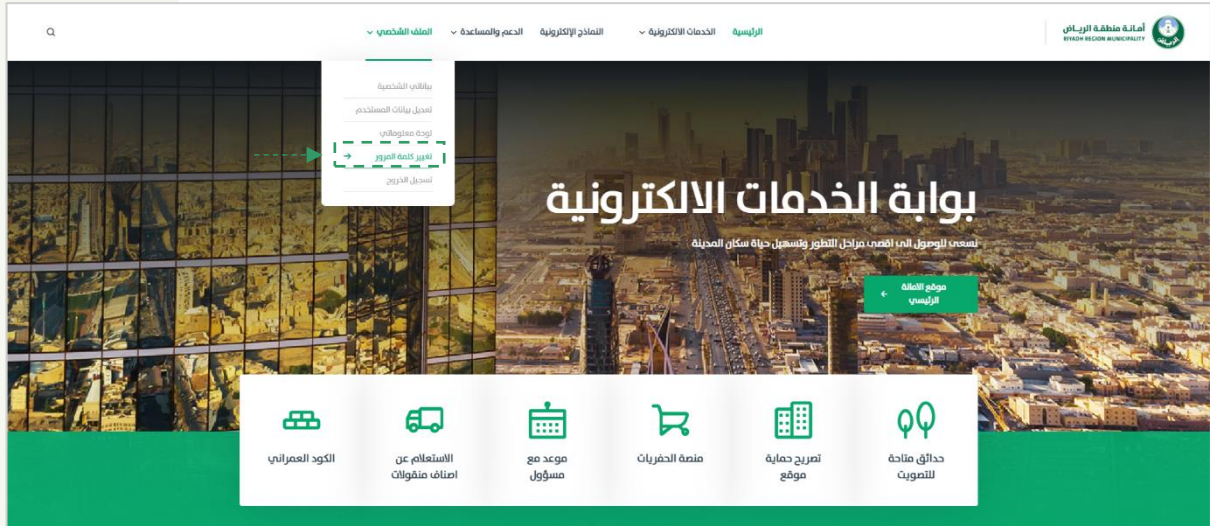 أمانة منطقة الرياض
RIYADH REGION MUNICIPALITY
الرئيسية
الخدمات الالكترونية
النماذج الإلكترونية
الدعم والمساعدة
الملف الشخصي
بياناتي الشخصية
تعديل بيانات المستخدم
لوحة معلوماتي
تغيير كلمة المرور
تسجيل الخروج
بوابة الخدمات الالكترونية
نسعى للوصول الى اقصى مراحل التطور وتسهيل حياة سكان المدينة
موقع الامانة
الرئيسي
حدائق متاحة
للتصويت
تصريح حماية
موقع
منصة الحفريات
موعد مع
مسؤول
الاستعلام عن
اصناف منقولات
الكود العمراني